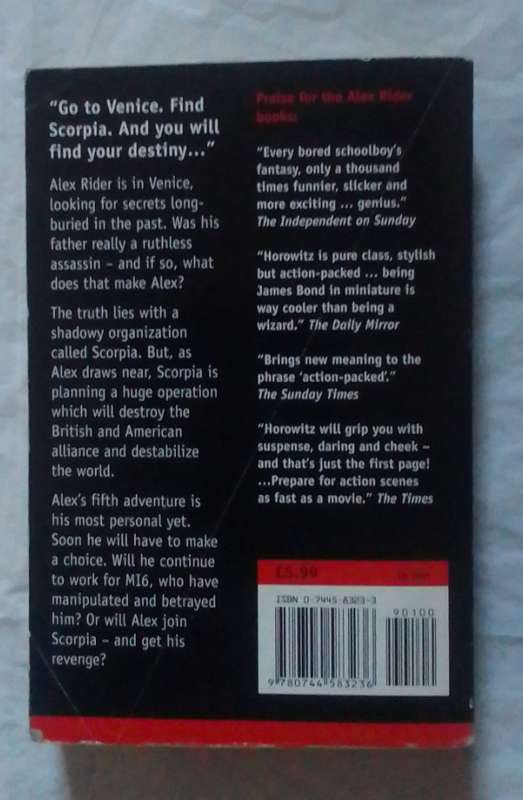 “Go to Venice. Find
Scorpia. And you will
find your destiny...”
Alex Rider is in Venice,
looking for secrets long-
buried in the past. Was his
father really a ruthless
assassin – and if so, what
does that make Alex?
The truth lies with a
shadowy organization
called Scorpia. But, as
Alex draws near, Scorpia is
planning a huge operation
which will destroy the
British and American
alliance and destabilize
the world.
Alex’s fifth adventure is
his most personal yet.
Soon he will have to make
a choice. Will he continue
to work for MI6, who have
manipulated and betrayed
him? Or will Alex join
Scorpia – and get his
revenge?
Praise for the Alex Rider
books:
“Every bored schoolboy’s
fantasy, only a thousand
times funnier, slicker and
more exciting ... genius.”
The Independent on Sunday
“Horowitz is pure class, stylish
but action-packed ... being
James Bond in miniature is
way cooler than being a
wizard.” The Daily Mirror
“Brings new meaning to the
phrase ‘action-packed’.”
The Sunday Times
“Horowitz will grip you with
suspense, daring and cheek –
and that’s just the first page!
...Prepare for action scenes
as fast as a movie.” The Times
£5.99
ISBN 0-7445-8323-3
90100
9 780744 583236